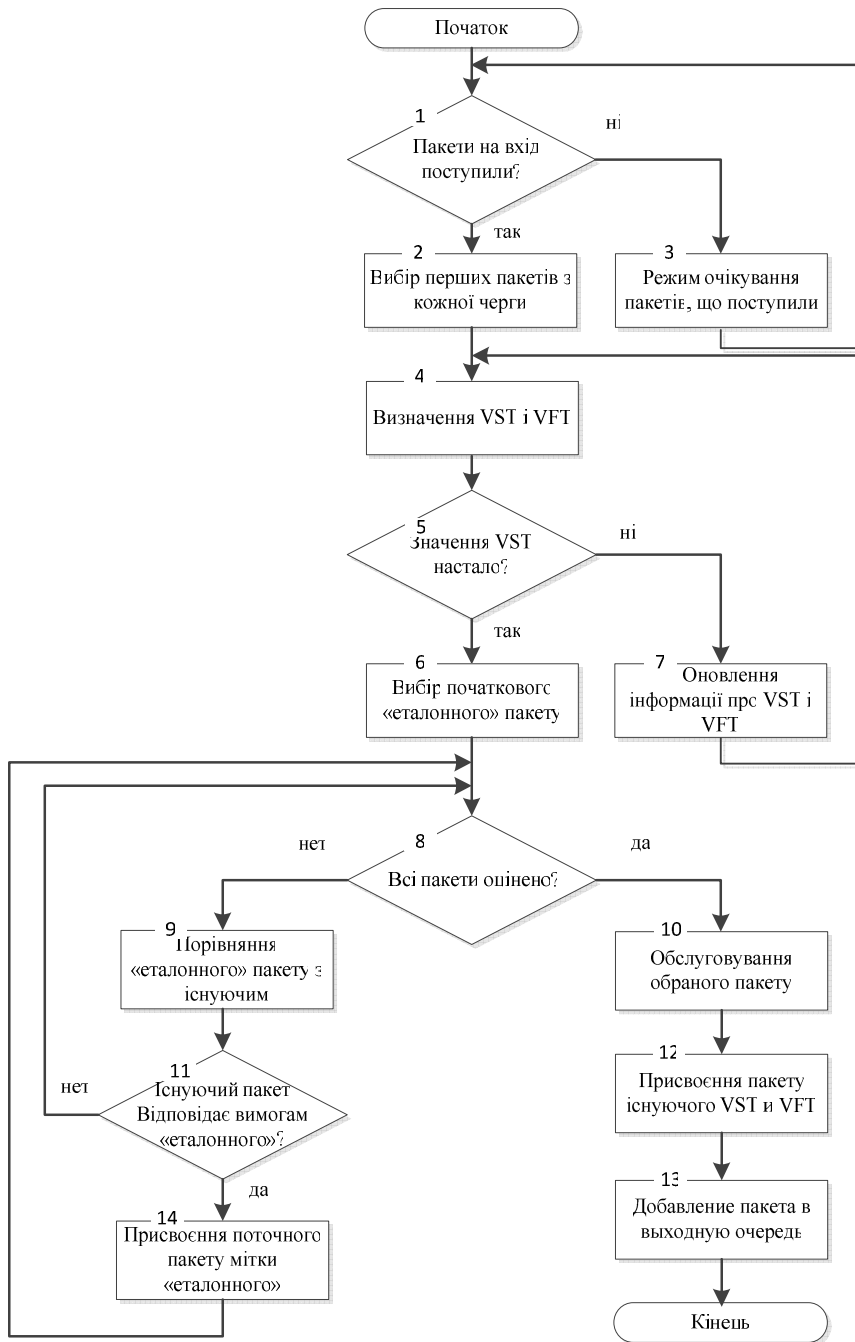 Початок
1
Пакети на вхід
поступили?
ні
так
2
Вибір перших пакетів з
кожної черги
3
Режим очікування
пакетів, що поступили
4
Визначення VST і VFT
5
Значення VST
настало?
ні
так
6
Вибір початкового
«еталонного» пакету
7
Оновлення
інформації про VST і
VFT
8
Всі пакети оцінено?
нет
да
9
Порівняння
«еталонного» пакету з
існуючим
10
Обслуговування
обраного пакету
11
Існуючий пакет
Відповідає вимогам
«еталонного»?
нет
да
12
Присвоєння пакету
існуючого VST и VFT
13
Добавление пакета в
выходную очередь
14
Присвоєння поточного
пакету мітки
«еталонного»
Кінець